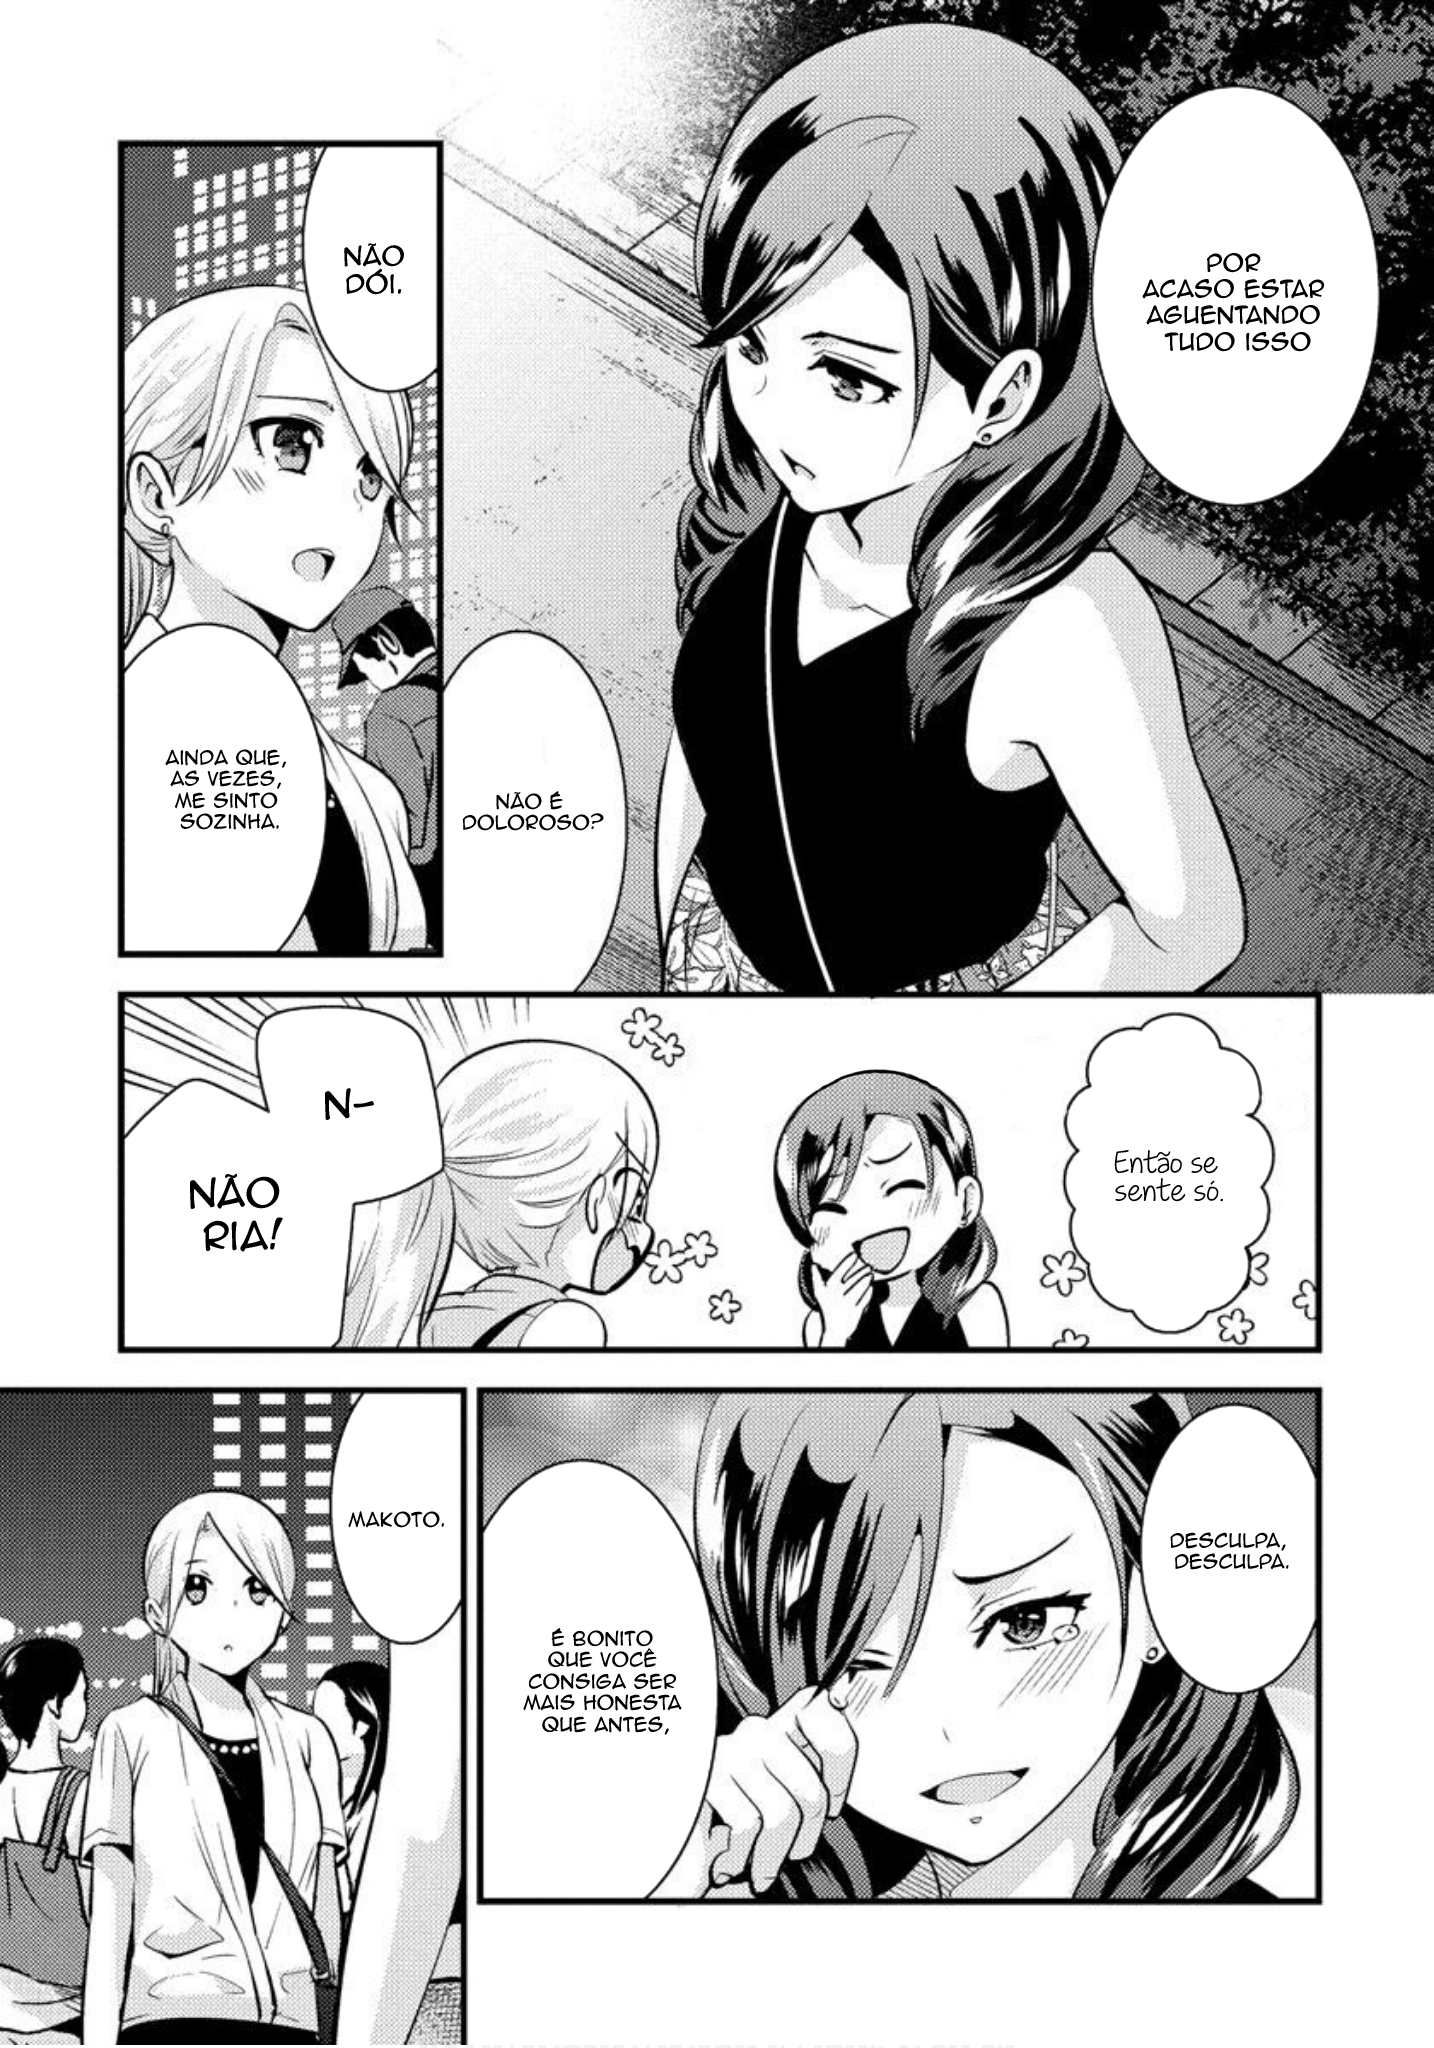 POR
ACASO ESTAR
AGUENTANDO
TUDO ISSO
NÃO É
DOLOROSO?
NÃO
DÓI.
AINDA QUE,
AS VEZES,
ME SINTO
SOZINHA.
Então se
sente só.
N-
NÃO
RIA!
DESCULPA,
DESCULPA.
É BONITO
QUE VOCÊ
CONSIGA SER
MAIS HONESTA
QUE ANTES,
MAKOTO.